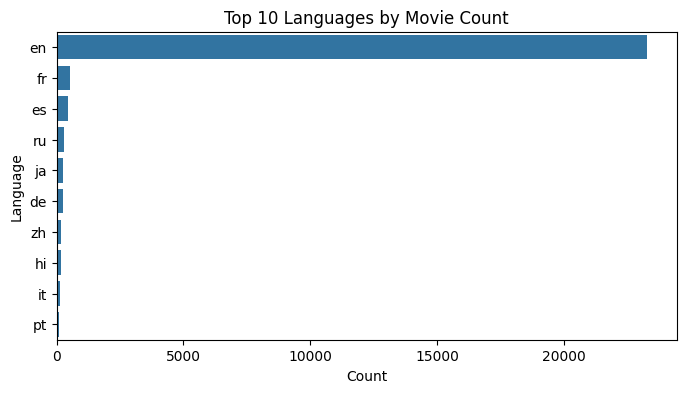 Top 10 Languages by Movie Count
en
fr
es
ru
ja
de
zh
hi
it
pt
Language
0 5000 10000 15000 20000
Count